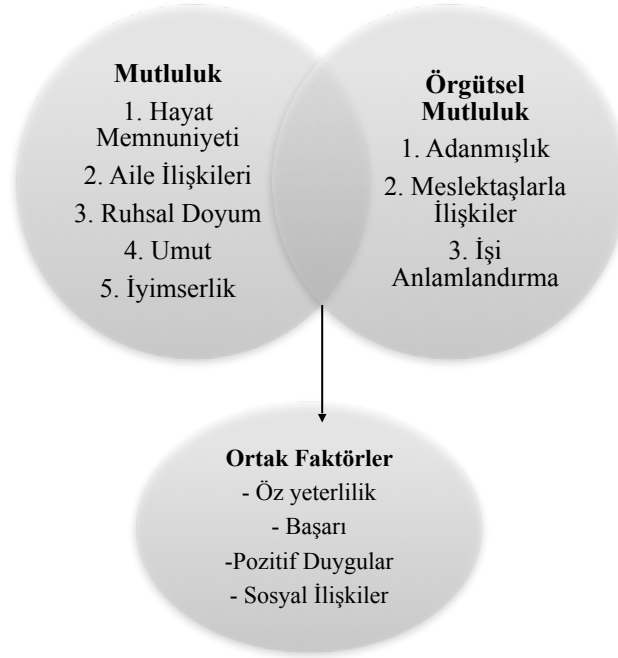 Mutluluk
1. Hayat
Memnuniyeti
2. Aile İlişkileri
3. Ruhsal Doyum
4. Umut
5. İyimserlik
Örgütsel
Mutluluk
1. Adanmışlık
2. Meslektaşlarla
İlişkiler
3. İşi
Anlamlandırma
Ortak Faktörler
- Öz yeterlilik
- Başarı
-Pozitif Duygular
- Sosyal İlişkiler